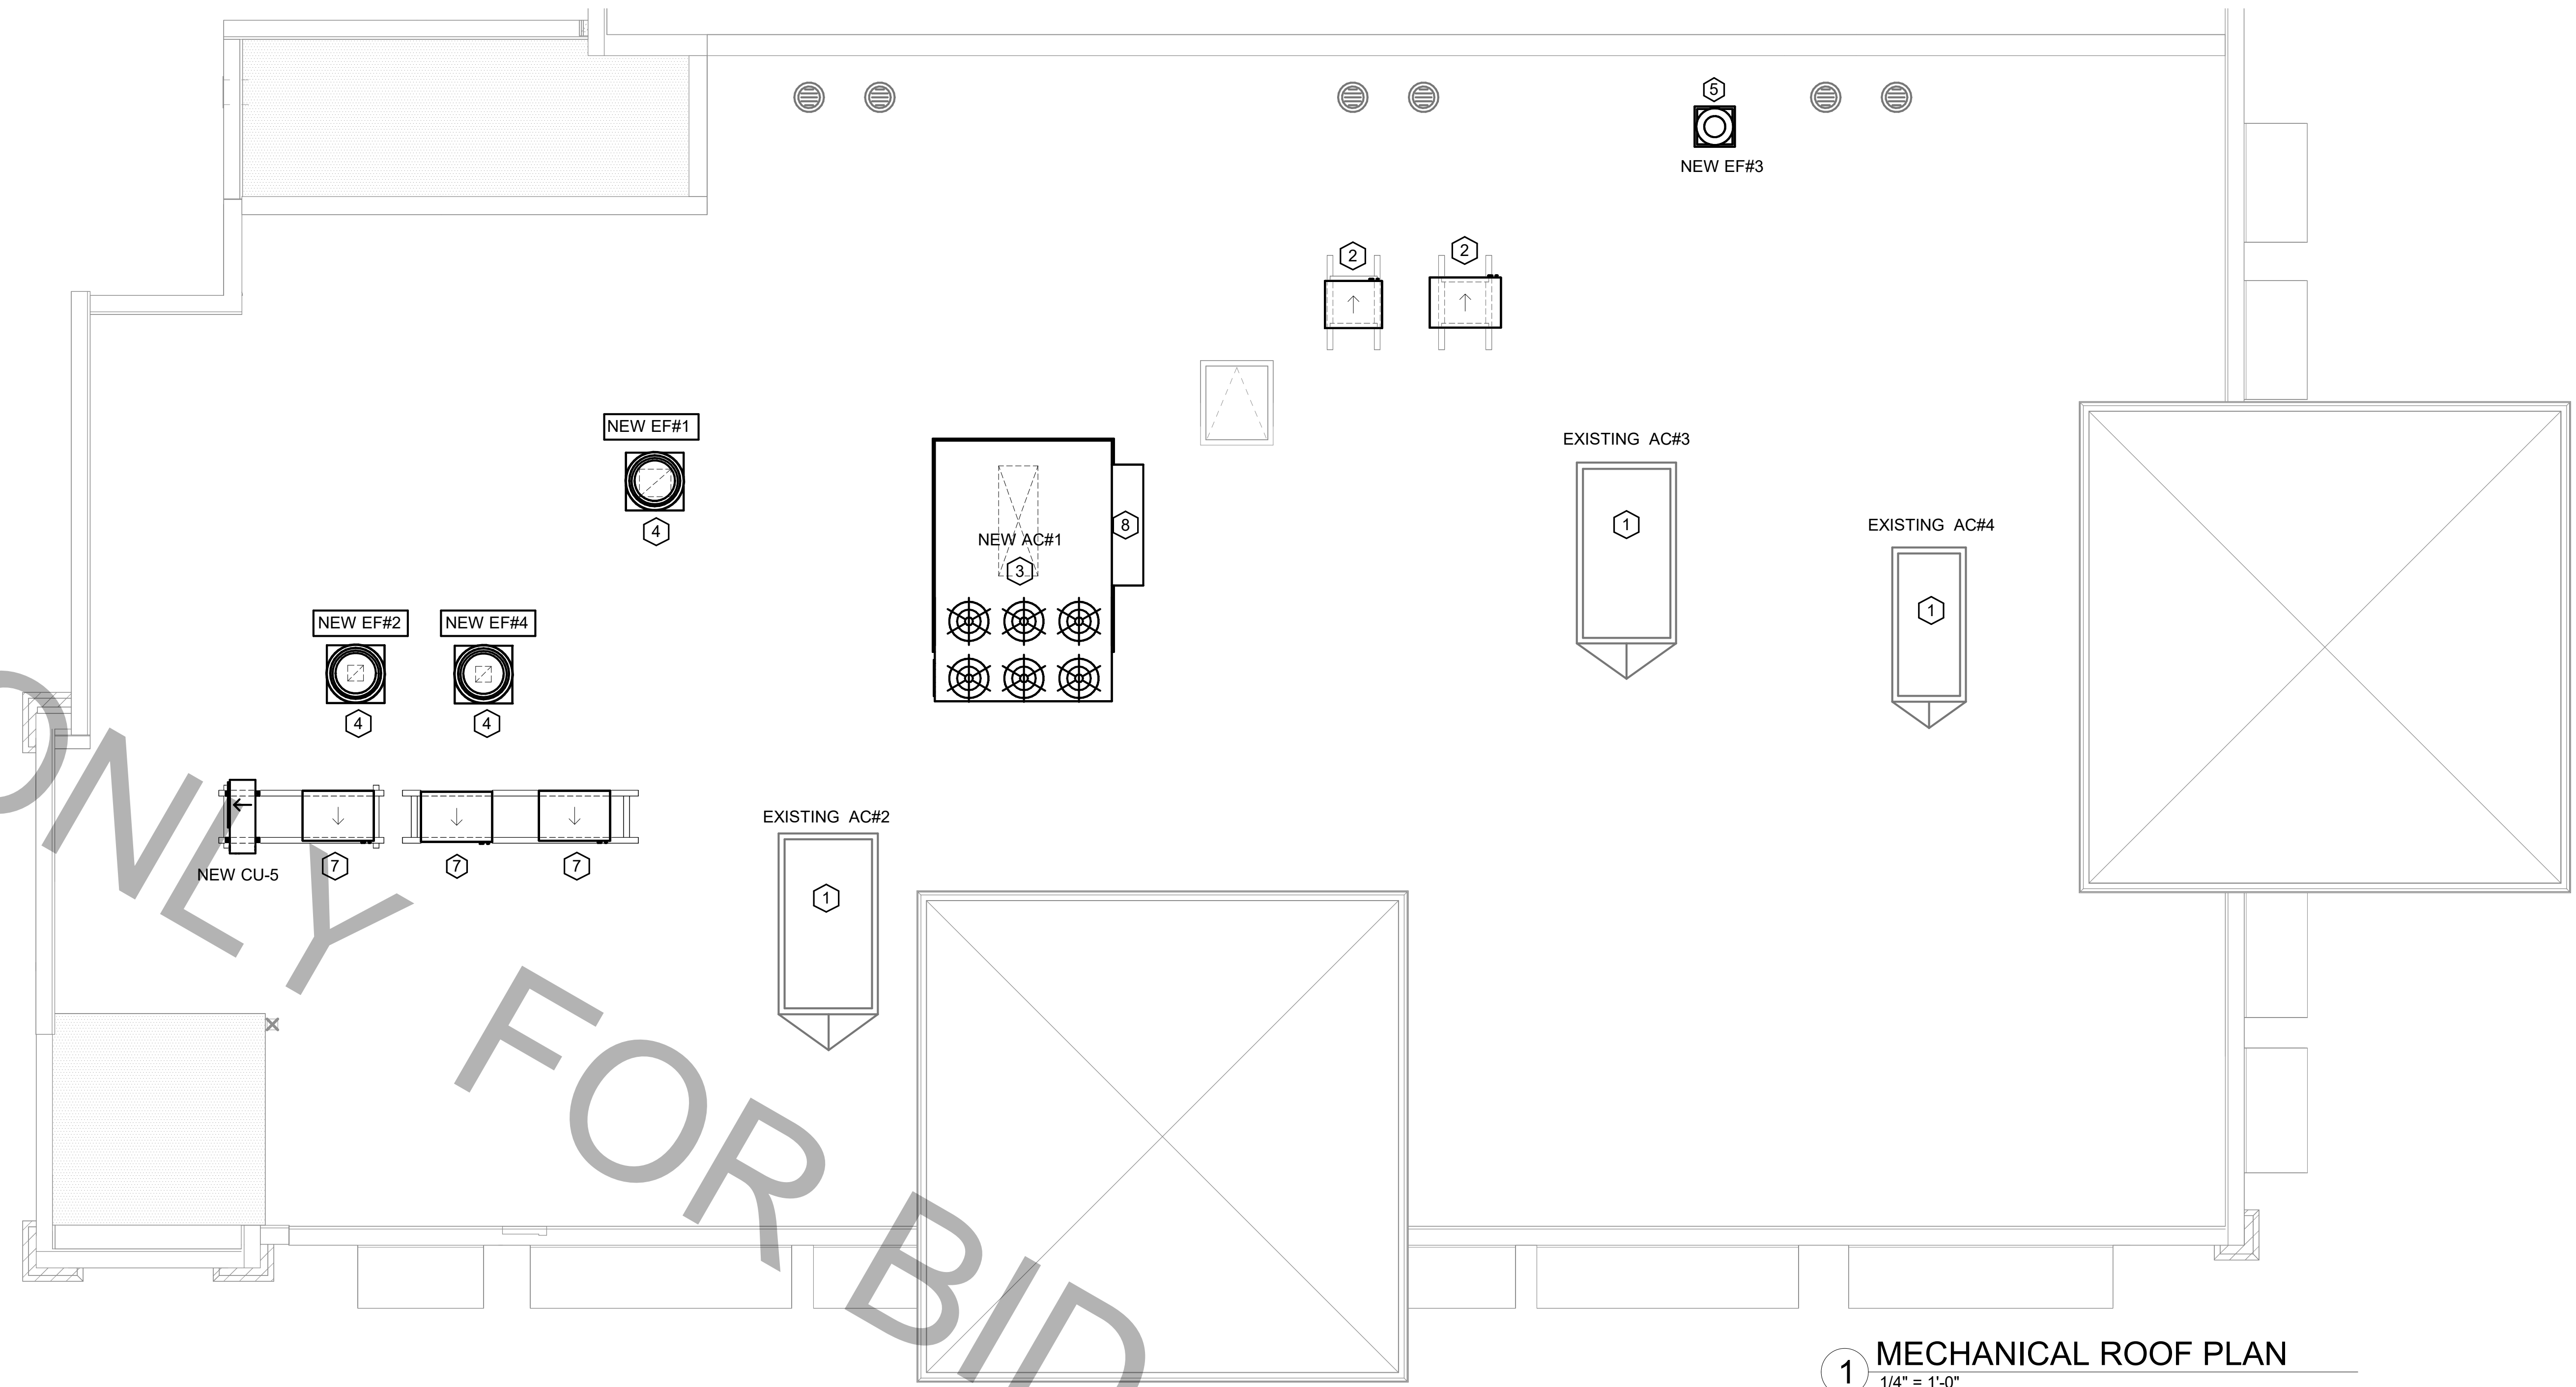 5
NEW EF#3
2
2
NEW EF#1
4
EXISTING AC#3
1
NEW AC#1
3
8
EXISTING AC#4
1
NEW EF#2
NEW EF#4
4
4
NEW CU-5
7
7
7
EXISTING AC#2
1
ONLY FOR BID
1
MECHANICAL ROOF PLAN
1/4" = 1'-0"